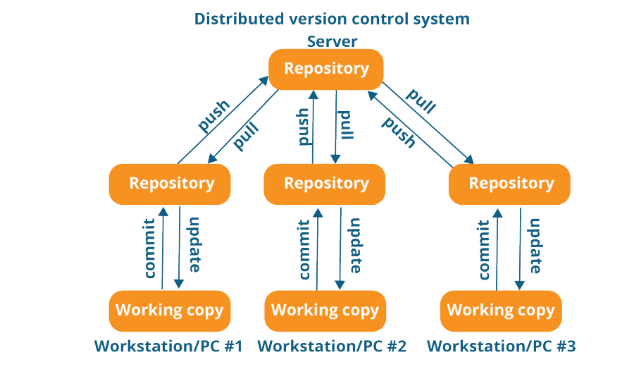 Distributed version control system
Server
Repository
push
pull
push
pull
push
pull
Repository
Repository
Repository
commit
update
commit
update
commit
update
Working copy
Working copy
Working copy
Workstation/PC #1
Workstation/PC #2
Workstation/PC #3